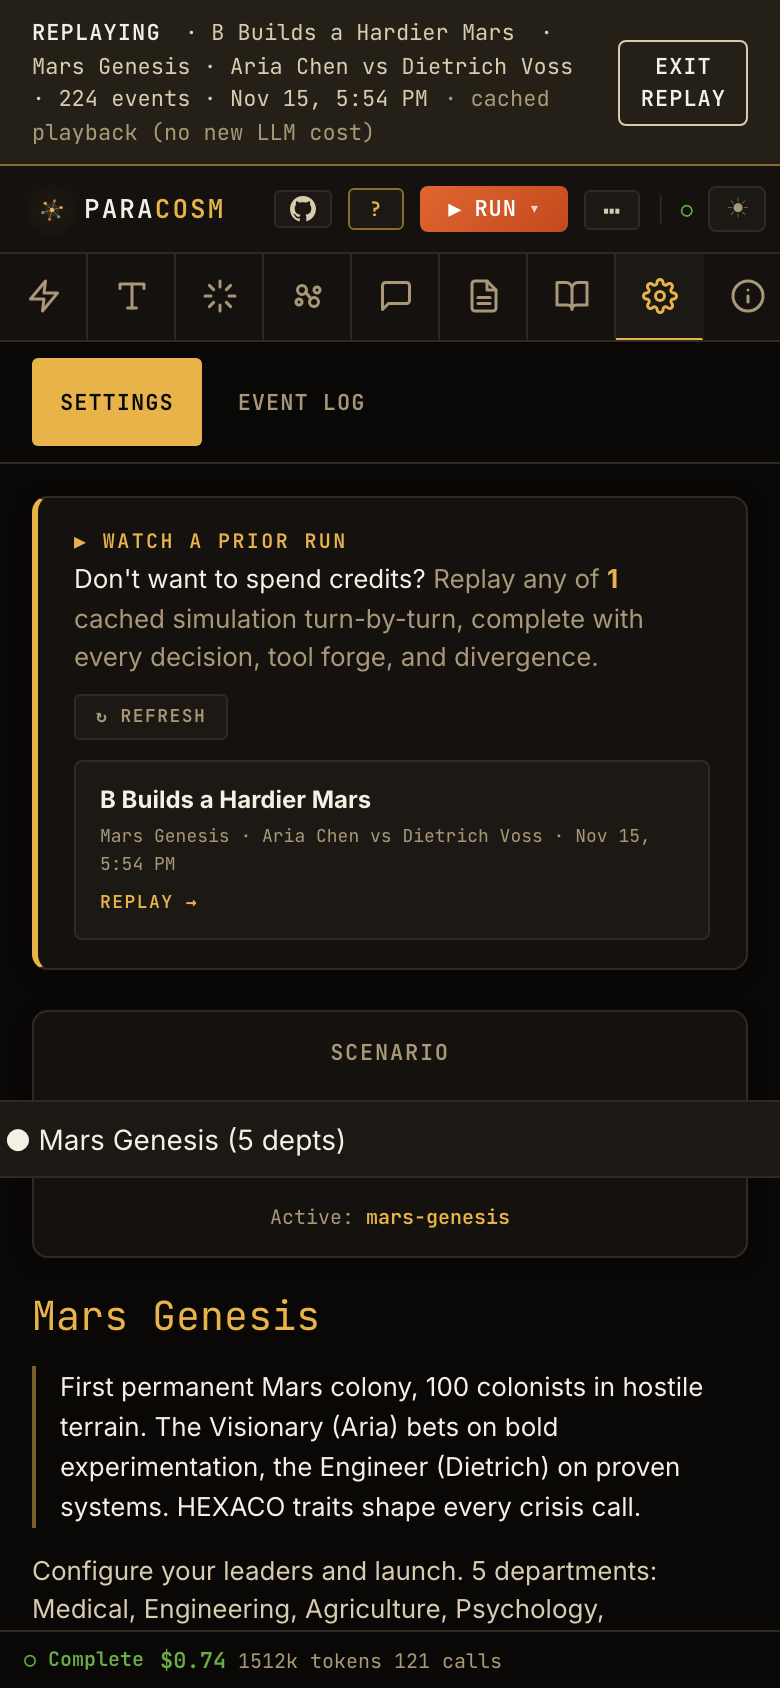 REPLAYING · B Builds a Hardier Mars ·
Mars Genesis · Aria Chen vs Dietrich Voss
· 224 events · Nov 15, 5:54 PM · cached
playback (no new LLM cost)
EXIT
REPLAY
PARACOSM
?
▶ RUN ▾
…
SETTINGS
EVENT LOG
▶ WATCH A PRIOR RUN
Don't want to spend credits? Replay any of 1
cached simulation turn-by-turn, complete with
every decision, tool forge, and divergence.
↻ REFRESH
B Builds a Hardier Mars
Mars Genesis · Aria Chen vs Dietrich Voss · Nov 15,
5:54 PM
REPLAY →
SCENARIO
Mars Genesis (5 depts)
Active: mars-genesis
Mars Genesis
First permanent Mars colony, 100 colonists in hostile
terrain. The Visionary (Aria) bets on bold
experimentation, the Engineer (Dietrich) on proven
systems. HEXACO traits shape every crisis call.
Configure your leaders and launch. 5 departments:
Medical, Engineering, Agriculture, Psychology,
○ Complete $0.74 1512k tokens 121 calls